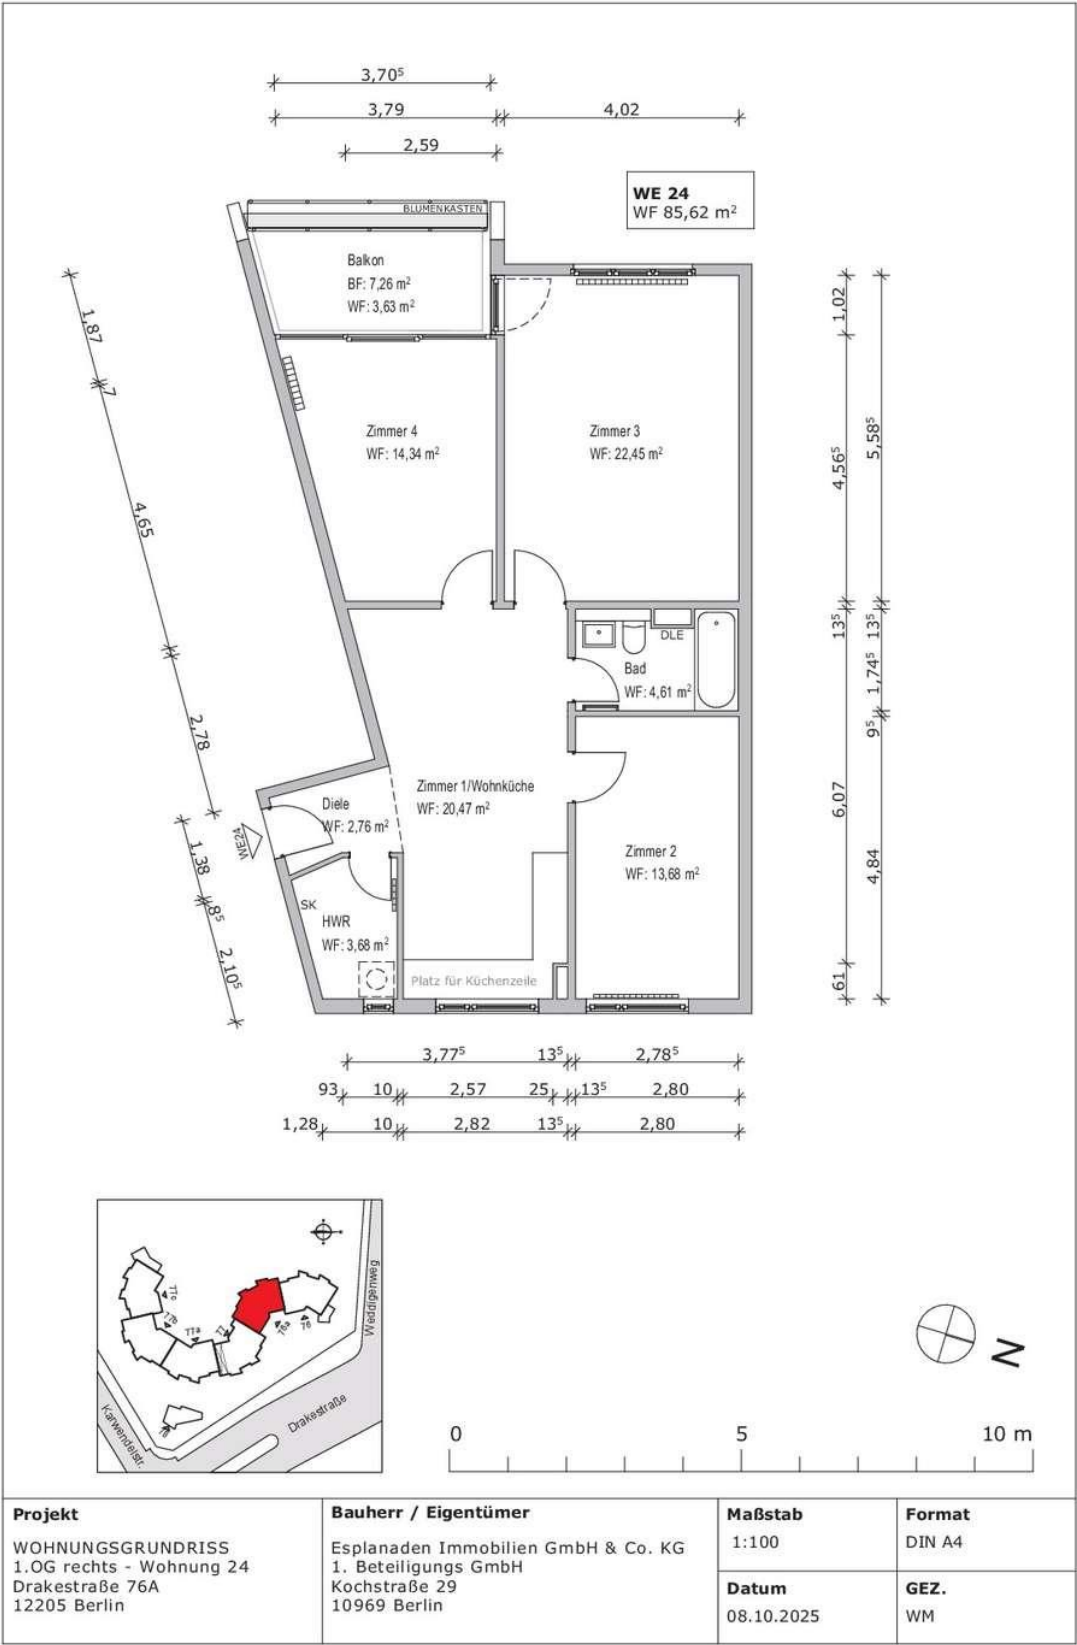 3,70⁵
3,79
4,02
2,59
WE 24
WF 85,62 m²
BLUMENKASTEN
Balkon
BF: 7,26 m²
WF: 3,63 m²
1,87
7
4,65
2,78
1,38
8⁵
2,10⁵
1,02
4,56⁵
5,58⁵
13⁵
13⁵
1,74⁵
9⁵
6,07
4,84
61
Zimmer 4
WF: 14,34 m²
Zimmer 3
WF: 22,45 m²
DLE
Bad
WF: 4,61 m²
Zimmer 1/Wohnküche
WF: 20,47 m²
Diele
WF: 2,76 m²
WE24
Zimmer 2
WF: 13,68 m²
SK
HWR
WF: 3,68 m²
Platz für Küchenzeile
3,77⁵ 13⁵ 2,78⁵
93 10 2,57 25 13⁵ 2,80
1,28 10 2,82 13⁵ 2,80
77c
77b
77a
77
76a
76
78
Weddigenweg
Drakestraße
Karwendelstr.
N
0 5 10 m
Projekt
WOHNUNGSGRUNDRISS
1.OG rechts - Wohnung 24
Drakestraße 76A
12205 Berlin
Bauherr / Eigentümer
Esplanaden Immobilien GmbH & Co. KG
1. Beteiligungs GmbH
Kochstraße 29
10969 Berlin
Maßstab
1:100
Format
DIN A4
Datum
08.10.2025
GEZ.
WM